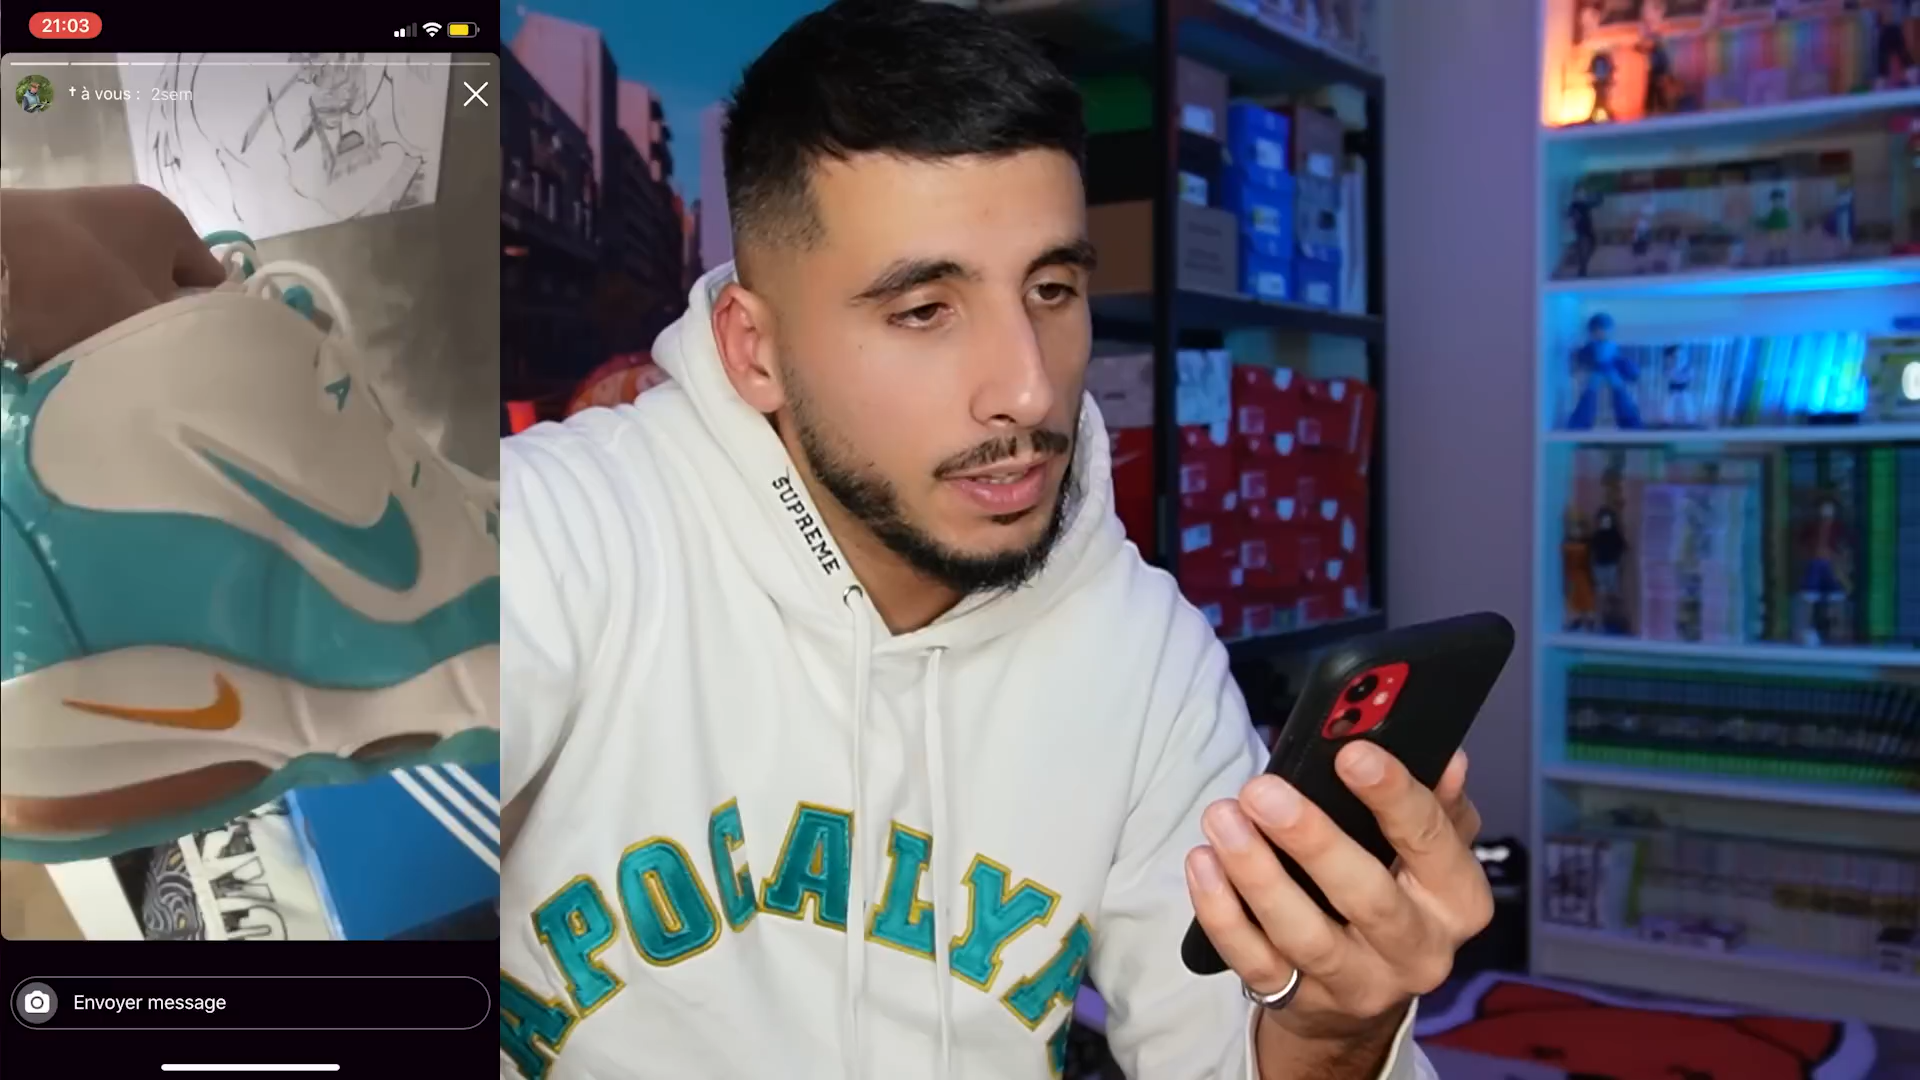 21:03
† à vous : 2sem
Envoyer message
SUPREME
APOCALY